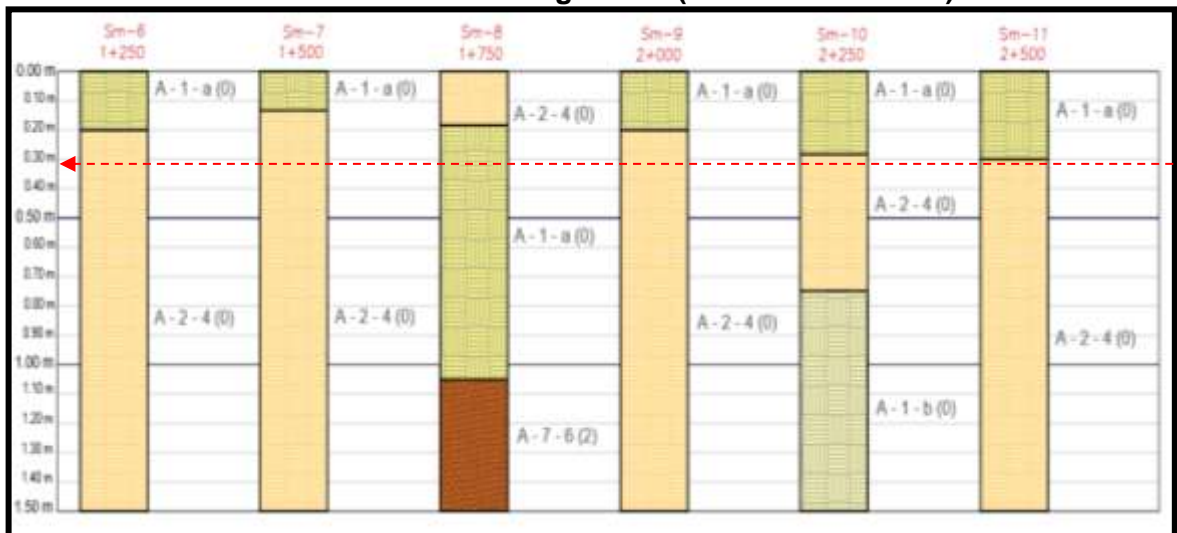 Sm-6 Sm-7 Sm-8 Sm-9 Sm-10 Sm-11
1+250 1+500 1+750 2+000 2+250 2+500
0.00 m
0.10 m
0.20 m
0.30 m
0.40 m
0.50 m
0.60 m
0.70 m
0.80 m
0.90 m
1.00 m
1.10 m
1.20 m
1.30 m
1.40 m
1.50 m
A-1-a(0)
A-2-4(0)
A-1-a(0)
A-2-4(0)
A-2-4(0)
A-1-a(0)
A-7-6(2)
A-1-a(0)
A-2-4(0)
A-1-a(0)
A-2-4(0)
A-1-b(0)
A-1-a(0)
A-2-4(0)